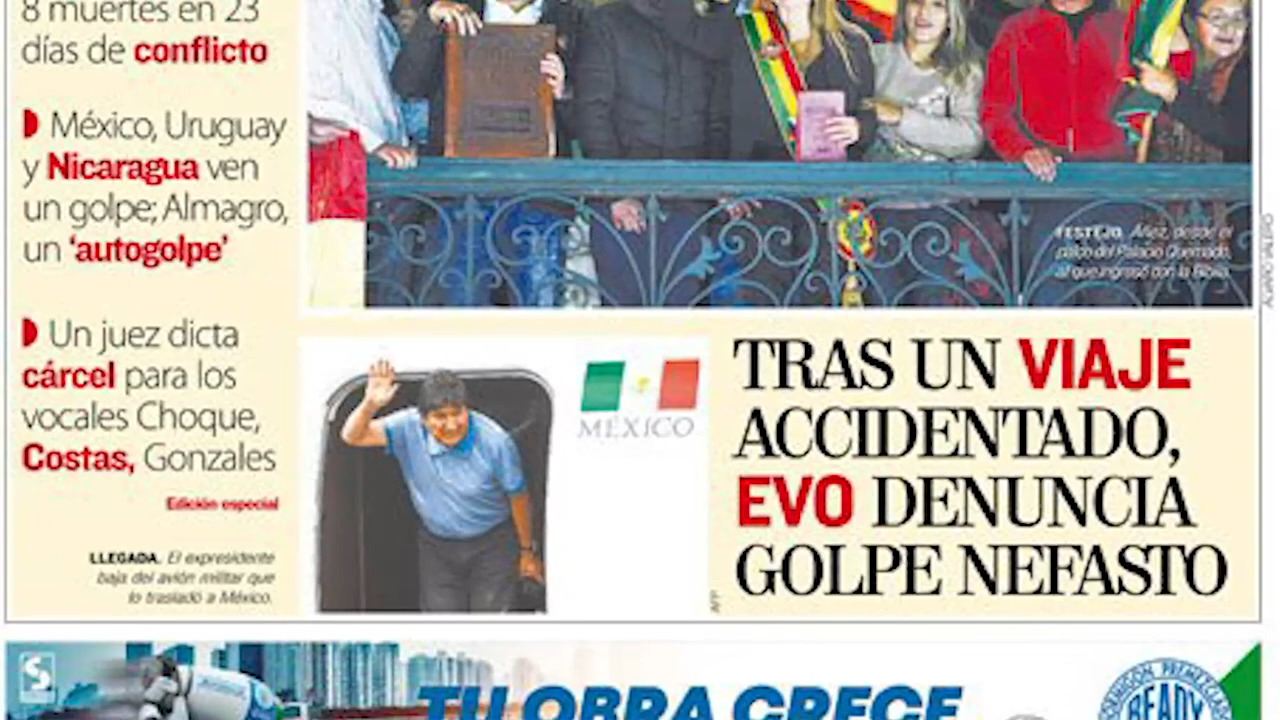 8 muertes en 23
días de conflicto
México, Uruguay
y Nicaragua ven
un golpe; Almagro,
un ‘autogolpe’
Un juez dicta
cárcel para los
vocales Choque,
Costas, Gonzales
Edición especial
LLEGADA. El expresidente
baja del avión militar que
lo trasladó a México.
FESTEJO. Áñez, desde el
palco del Palacio Quemado,
al que ingresó con la Biblia.
MÉXICO
AFP
TRAS UN VIAJE
ACCIDENTADO,
EVO DENUNCIA
GOLPE NEFASTO
S
TU OBRA CRECE
READY